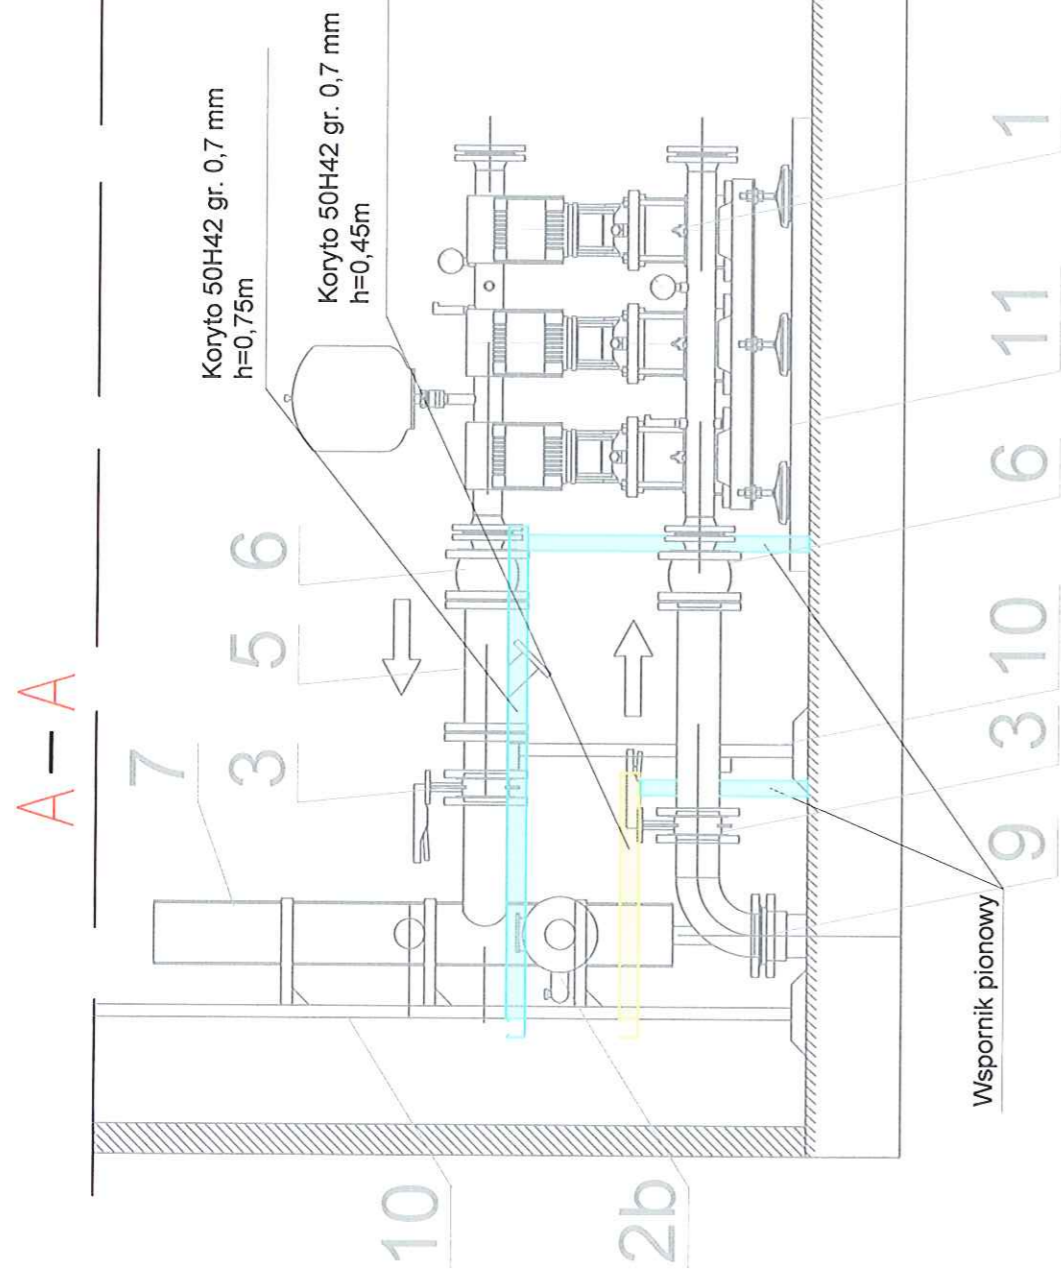 A – A
Koryto 50H42 gr. 0,7 mm
h=0,75m
Koryto 50H42 gr. 0,7 mm
h=0,45m
7
3
5
6
10
2b
Wspornik pionowy
9
3
10
6
11
1